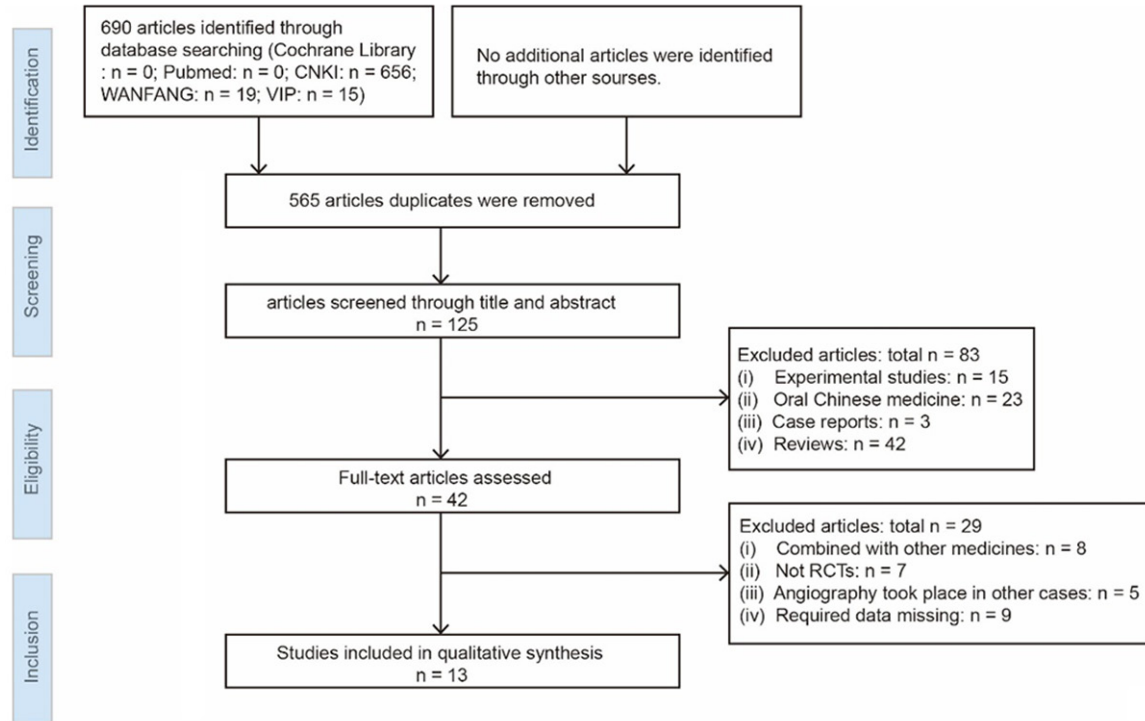 Identification
690 articles identified through
database searching (Cochrane Library
: n = 0; Pubmed: n = 0; CNKI: n = 656;
WANFANG: n = 19; VIP: n = 15)
No additional articles were identified
through other sourses.
565 articles duplicates were removed
Screening
articles screened through title and abstract
n = 125
Excluded articles: total n = 83
(i) Experimental studies: n = 15
(ii) Oral Chinese medicine: n = 23
(iii) Case reports: n = 3
(iv) Reviews: n = 42
Eligibility
Full-text articles assessed
n = 42
Excluded articles: total n = 29
(i) Combined with other medicines: n = 8
(ii) Not RCTs: n = 7
(iii) Angiography took place in other cases: n = 5
(iv) Required data missing: n = 9
Inclusion
Studies included in qualitative synthesis
n = 13